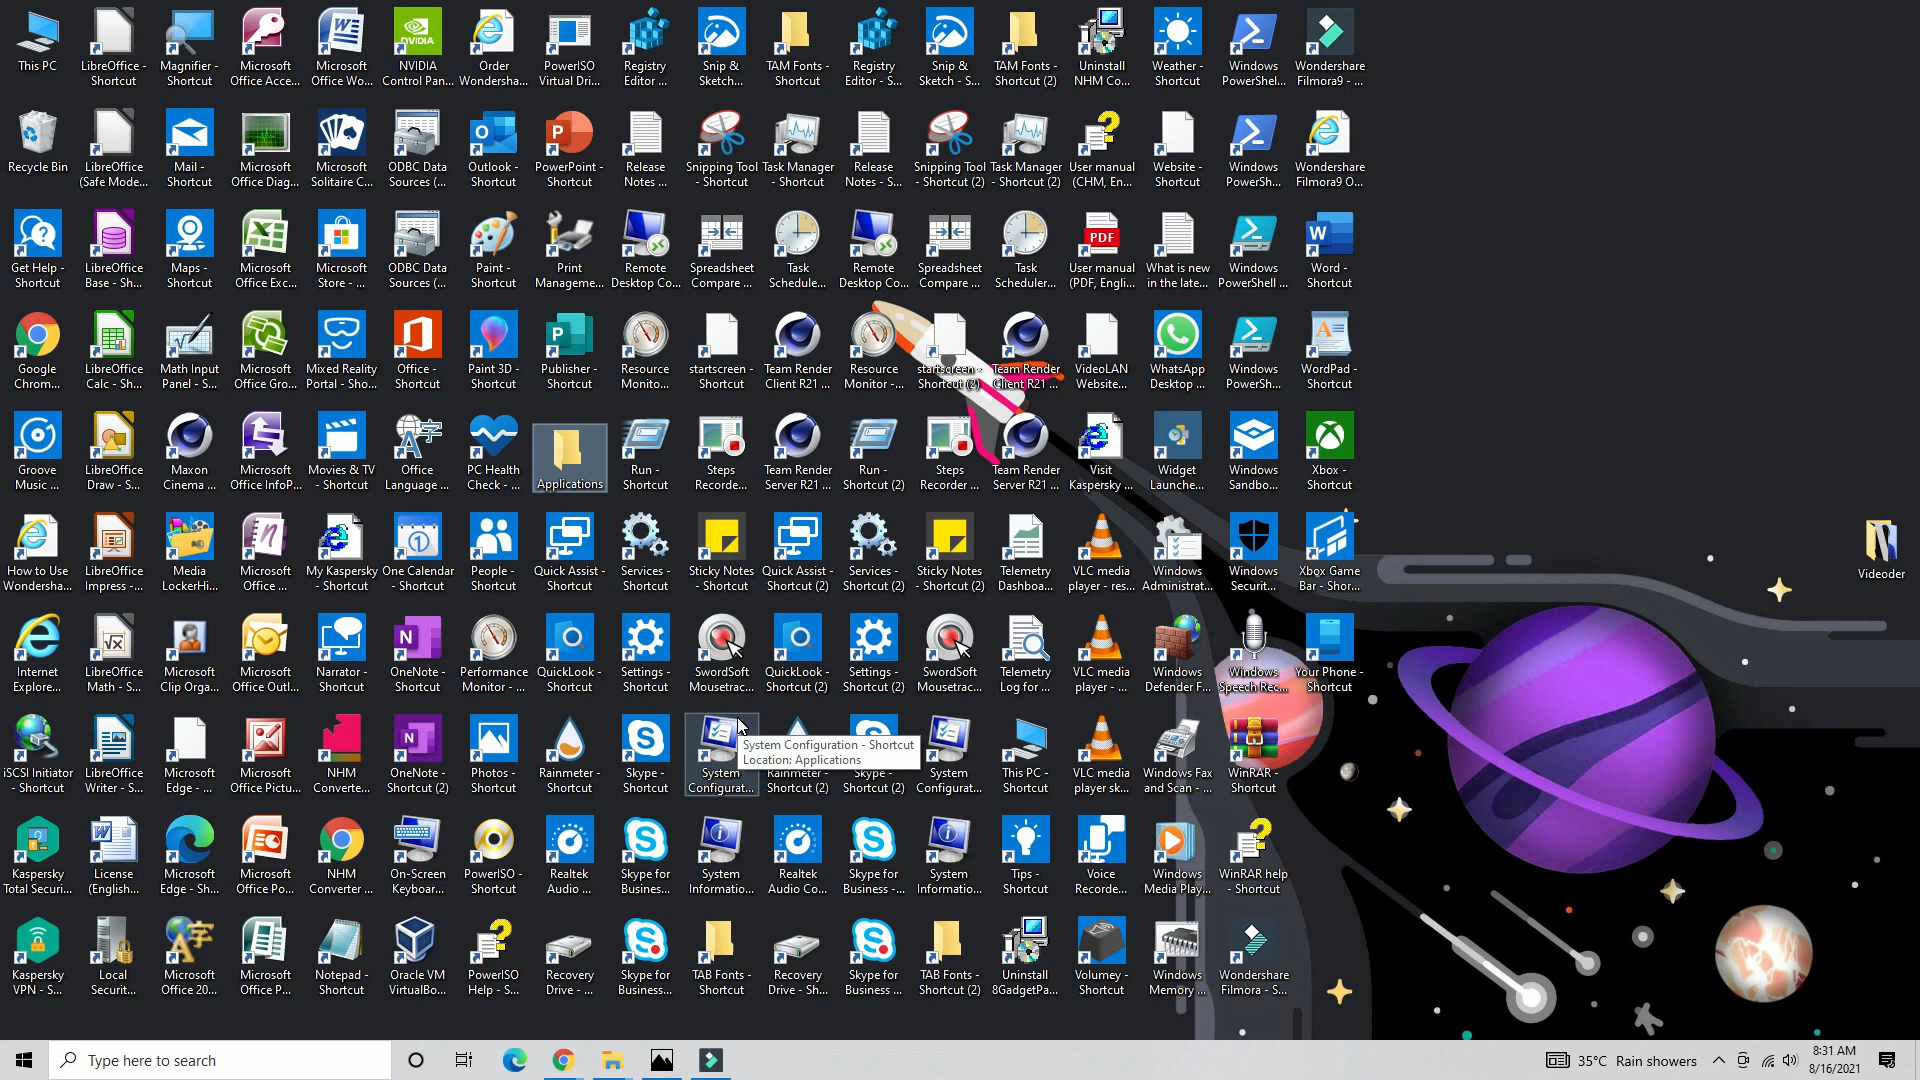 This PC
LibreOffice -
Shortcut
Magnifier -
Shortcut
Microsoft
Office Acce...
Microsoft
Office Wo...
NVIDIA
Control Pan...
Order
Wondersha...
PowerISO
Virtual Dri...
Registry
Editor ...
Snip &
Sketch...
TAM Fonts -
Shortcut
Registry
Editor - S...
Snip &
Sketch - S...
TAM Fonts -
Shortcut (2)
Uninstall
NHM Co...
Weather -
Shortcut
Windows
PowerShel...
Wondershare
Filmora9 - ...
Recycle Bin
LibreOffice
(Safe Mode...
Mail -
Shortcut
Microsoft
Office Diag...
Microsoft
Solitaire C...
ODBC Data
Sources (...
Outlook -
Shortcut
PowerPoint -
Shortcut
Release
Notes ...
Snipping Tool
- Shortcut
Task Manager
- Shortcut
Release
Notes - S...
Snipping Tool
- Shortcut (2)
Task Manager
- Shortcut (2)
User manual
(CHM, En...
Website -
Shortcut
Windows
PowerSh...
Wondershare
Filmora9 O...
Get Help -
Shortcut
LibreOffice
Base - Sh...
Maps -
Shortcut
Microsoft
Office Exc...
Microsoft
Store - ...
ODBC Data
Sources (...
Paint -
Shortcut
Print
Manageme...
Remote
Desktop Co...
Spreadsheet
Compare ...
Task
Schedule...
Remote
Desktop Co...
Spreadsheet
Compare ...
Task
Scheduler...
PDF
User manual
(PDF, Engli...
What is new
in the late...
Windows
PowerShell ...
Word -
Shortcut
Google
Chrom...
LibreOffice
Calc - Sh...
Math Input
Panel - S...
Microsoft
Office Gro...
Mixed Reality
Portal - Sho...
Office -
Shortcut
Paint 3D -
Shortcut
Publisher -
Shortcut
Resource
Monito...
startscreen -
Shortcut
Team Render
Client R21 ...
Resource
Monitor - ...
startscreen -
Shortcut (2)
Team Render
Client R21 ...
VideoLAN
Website...
WhatsApp
Desktop ...
Windows
PowerSh...
WordPad -
Shortcut
Groove
Music ...
LibreOffice
Draw - S...
Maxon
Cinema ...
Microsoft
Office InfoP...
Movies & TV
- Shortcut
Office
Language ...
PC Health
Check - ...
Applications
Run -
Shortcut
Steps
Recorde...
Team Render
Server R21 ...
Run -
Shortcut (2)
Steps
Recorder ...
Team Render
Server R21 ...
Visit
Kaspersky ...
Widget
Launche...
Windows
Sandbo...
Xbox -
Shortcut
How to Use
Wondersha...
LibreOffice
Impress -...
Media
LockerHi...
Microsoft
Office ...
My Kaspersky
- Shortcut
One Calendar
- Shortcut
People -
Shortcut
Quick Assist -
Shortcut
Services -
Shortcut
Sticky Notes
- Shortcut
Quick Assist -
Shortcut (2)
Services -
Shortcut (2)
Sticky Notes
- Shortcut (2)
Telemetry
Dashboa...
VLC media
player - res...
Windows
Administrat...
Windows
Securit...
Xbox Game
Bar - Shor...
Videoder
Internet
Explore...
LibreOffice
Math - S...
Microsoft
Clip Orga...
Microsoft
Office Outl...
Narrator -
Shortcut
OneNote -
Shortcut
Performance
Monitor - ...
QuickLook -
Shortcut
Settings -
Shortcut
SwordSoft
Mousetrac...
QuickLook -
Shortcut (2)
Settings -
Shortcut (2)
SwordSoft
Mousetrac...
Telemetry
Log for ...
VLC media
player - ...
Windows
Defender F...
Windows
Speech Rec...
Your Phone -
Shortcut
iSCSI Initiator
- Shortcut
LibreOffice
Writer - S...
Microsoft
Edge - ...
Microsoft
Office Pictu...
NHM
Converte...
OneNote -
Shortcut (2)
Photos -
Shortcut
Rainmeter -
Shortcut
Skype -
Shortcut
System
Configurat...
System Configuration - Shortcut
Location: Applications
Rainmeter -
Shortcut (2)
Skype -
Shortcut (2)
System
Configurat...
This PC -
Shortcut
VLC media
player sk...
Windows Fax
and Scan - ...
WinRAR -
Shortcut
Kaspersky
Total Securi...
License
(English...
Microsoft
Edge - Sh...
Microsoft
Office Po...
NHM
Converter ...
On-Screen
Keyboar...
PowerISO -
Shortcut
Realtek
Audio ...
Skype for
Business...
System
Informatio...
Realtek
Audio Co...
Skype for
Business -...
System
Informatio...
Tips -
Shortcut
Voice
Recorde...
Windows
Media Play...
WinRAR help
- Shortcut
Kaspersky
VPN - S...
Local
Securit...
Microsoft
Office 20...
Microsoft
Office P...
Notepad -
Shortcut
Oracle VM
VirtualBo...
PowerISO
Help - S...
Recovery
Drive - ...
Skype for
Business...
TAB Fonts -
Shortcut
Recovery
Drive - Sh...
Skype for
Business ...
TAB Fonts -
Shortcut (2)
Uninstall
8GadgetPa...
Volumey -
Shortcut
Windows
Memory ...
Wondershare
Filmora - S...
Type here to search
35°C Rain showers
8:31 AM
8/16/2021